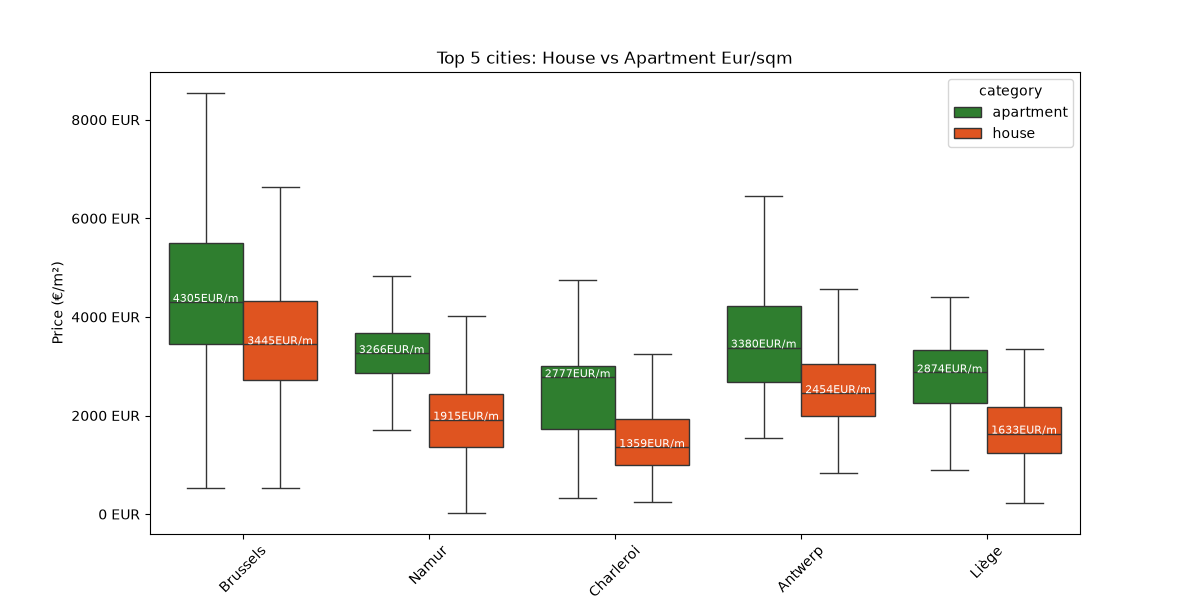 Top 5 cities: House vs Apartment Eur/sqm
category
apartment
house
Price (€/m²)
8000 EUR
6000 EUR
4000 EUR
2000 EUR
0 EUR
4305EUR/m
3445EUR/m
3266EUR/m
1915EUR/m
2777EUR/m
1359EUR/m
3380EUR/m
2454EUR/m
2874EUR/m
1633EUR/m
Brussels
Namur
Charleroi
Antwerp
Liège